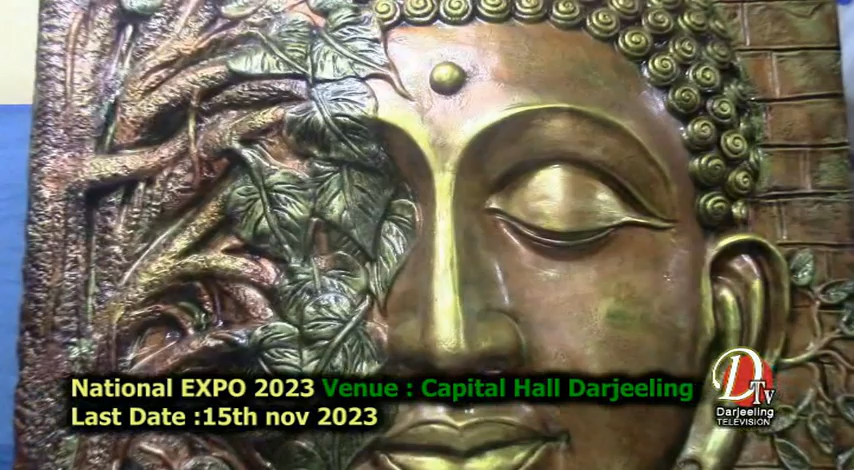 National EXPO 2023 Venue : Capital Hall Darjeeling
Last Date :15th nov 2023
DTv
Darjeeling
TELEVISION